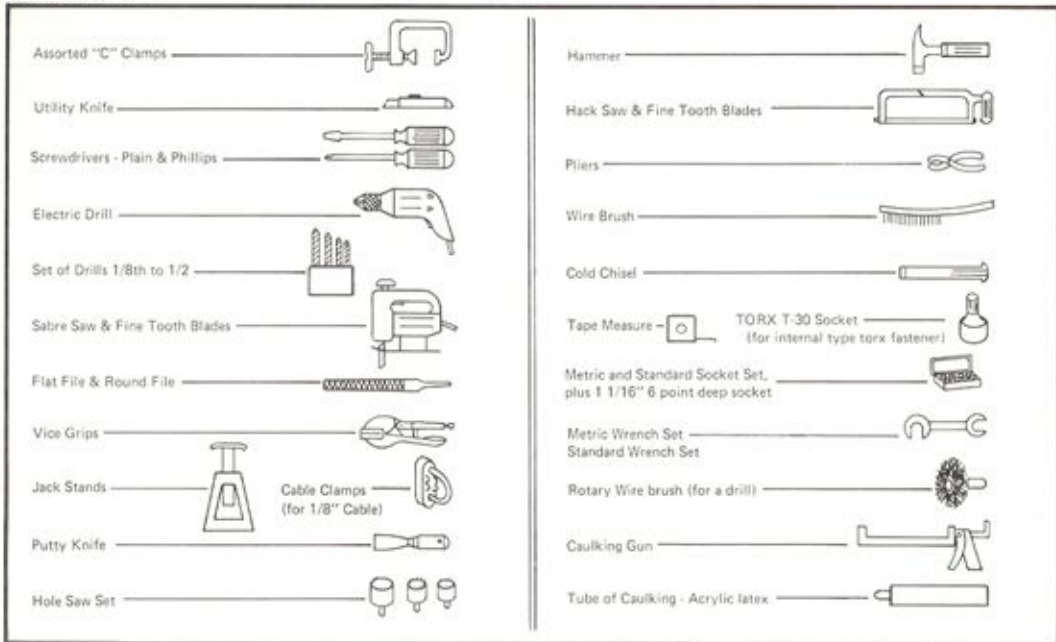 Assorted "C" Clamps
Utility Knife
Screwdrivers - Plain & Phillips
Electric Drill
Set of Drills 1/8th to 1/2
Sabre Saw & Fine Tooth Blades
Flat File & Round File
Vice Grips
Jack Stands
Cable Clamps
(for 1/8" Cable)
Putty Knife
Hole Saw Set
Hammer
Hack Saw & Fine Tooth Blades
Pliers
Wire Brush
Cold Chisel
Tape Measure
TORX T-30 Socket
(for internal type torx fastener)
Metric and Standard Socket Set,
plus 1 1/16" 6 point deep socket
Metric Wrench Set
Standard Wrench Set
Rotary Wire brush (for a drill)
Caulking Gun
Tube of Caulking - Acrylic latex